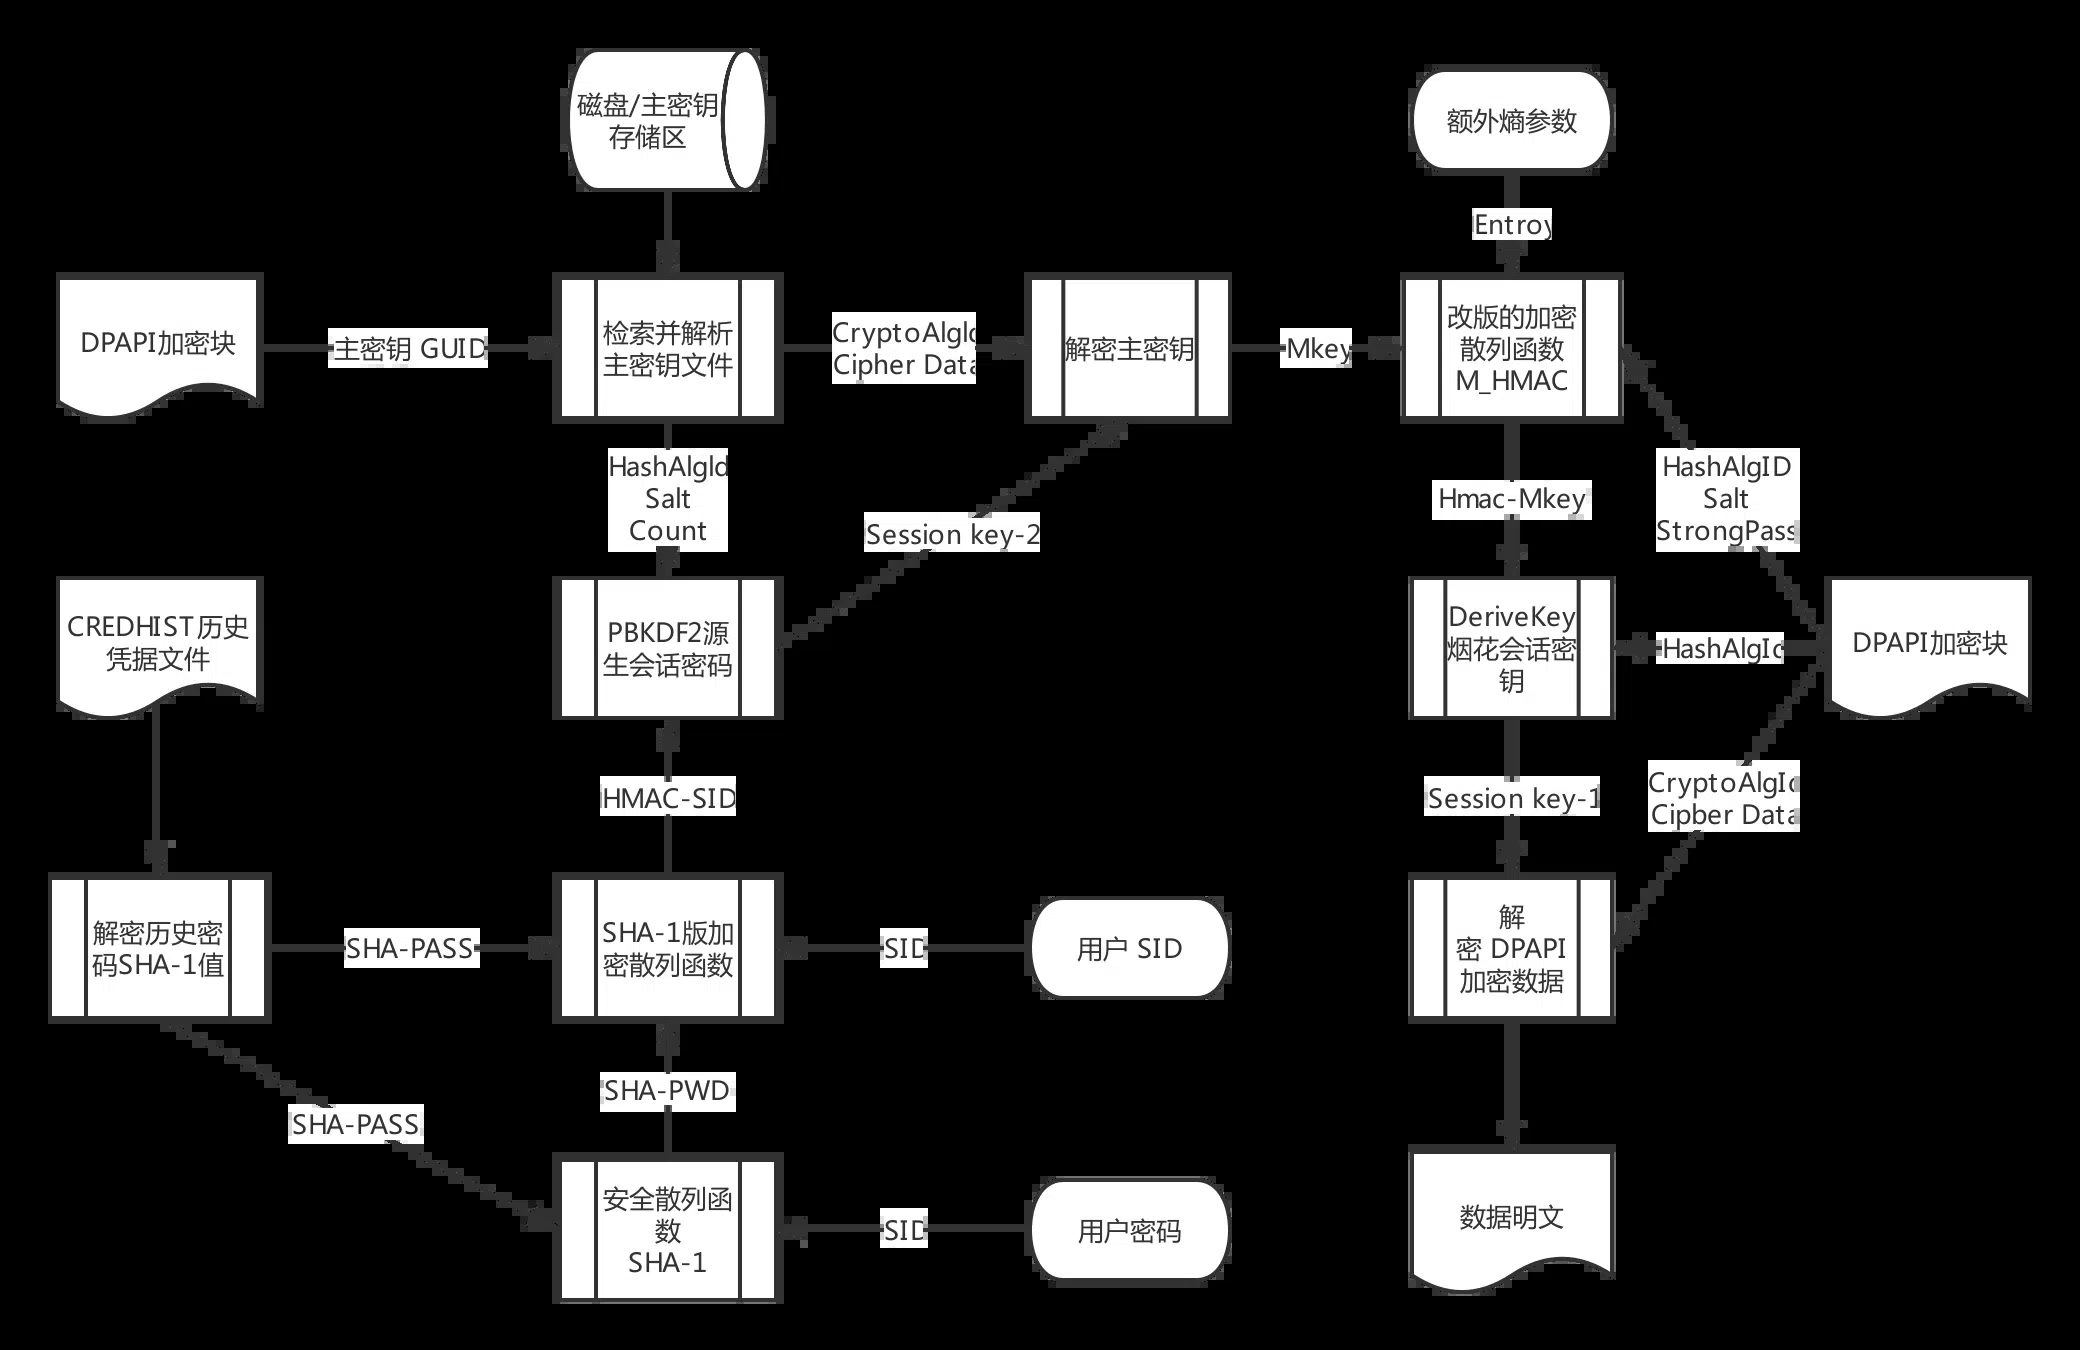 磁盘/主密钥
存储区
额外熵参数
Entroy
DPAPI加密块
主密钥 GUID
检索并解析
主密钥文件
CryptoAlgId
Cipher Data
解密主密钥
Mkey
改版的加密
散列函数
M_HMAC
HashAlgId
Salt
Count
Session key-2
Hmac-Mkey
HashAlgID
Salt
StrongPass
CREDHIST历史
凭据文件
PBKDF2源
生会话密码
DeriveKey
烟花会话密
钥
HashAlgId
DPAPI加密块
HMAC-SID
Session key-1
CryptoAlgId
Cipber Data
解密历史密
码SHA-1值
SHA-PASS
SHA-1版加
密散列函数
SID
用户 SID
解
密 DPAPI
加密数据
SHA-PASS
SHA-PWD
安全散列函
数
SHA-1
SID
用户密码
数据明文